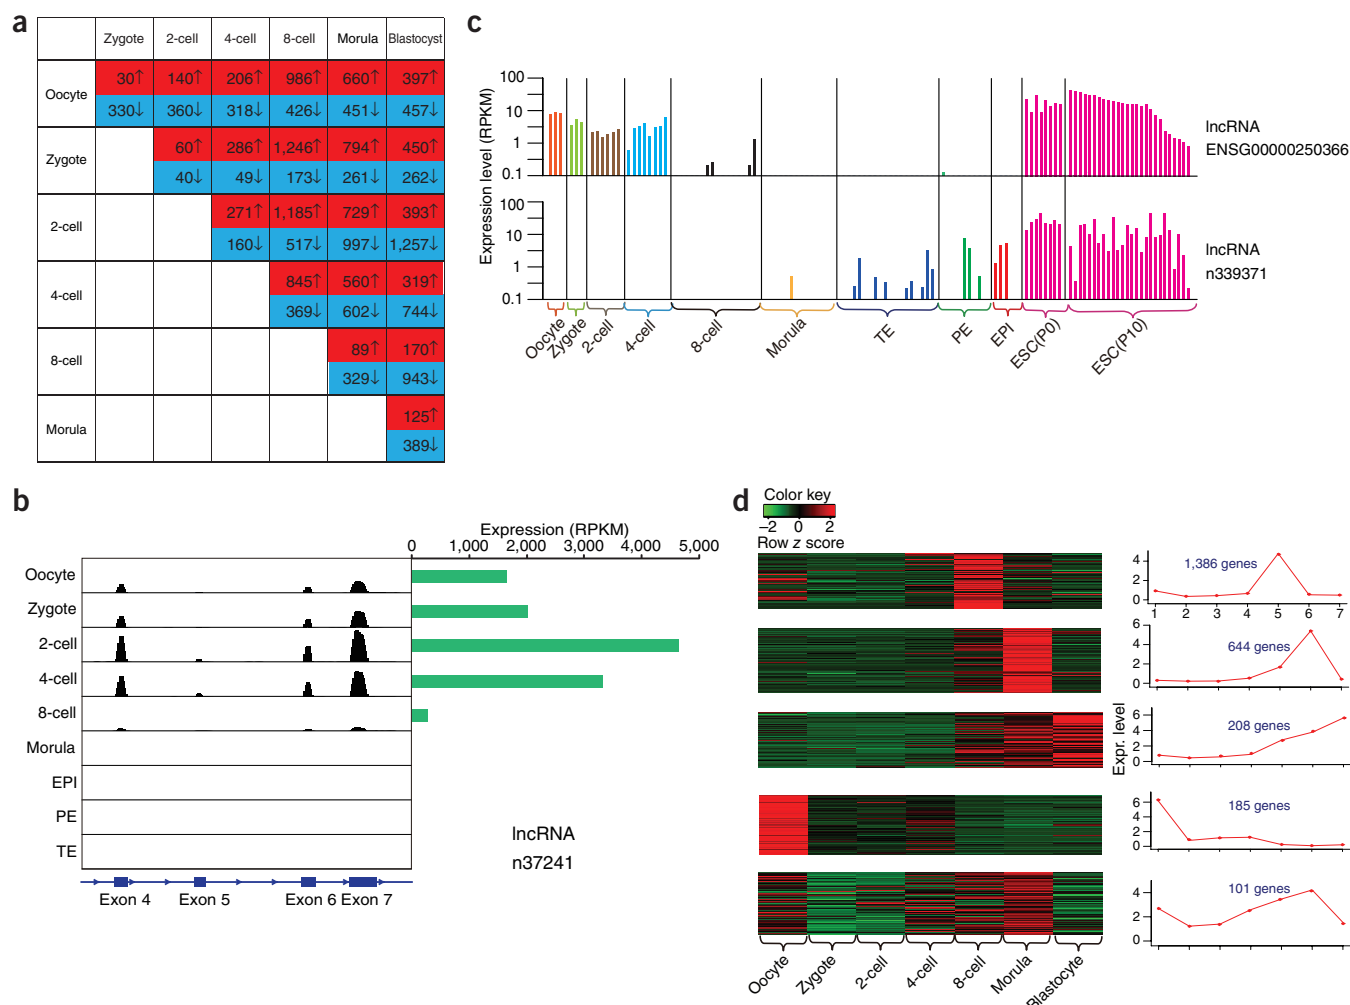 a
Zygote 2-cell 4-cell 8-cell Morula Blastocyst
Oocyte
30↑ 140↑ 206↑ 986↑ 660↑ 397↑
330↓ 360↓ 318↓ 426↓ 451↓ 457↓
Zygote
60↑ 286↑ 1,246↑ 794↑ 450↑
40↓ 49↓ 173↓ 261↓ 262↓
2-cell
271↑ 1,185↑ 729↑ 393↑
160↓ 517↓ 997↓ 1,257↓
4-cell
845↑ 560↑ 319↑
369↓ 602↓ 744↓
8-cell
89↑ 170↑
329↓ 943↓
Morula
125↑
389↓
c
Expression level (RPKM)
100
10
1
0.1
lncRNA
ENSG00000250366
100
10
1
0.1
lncRNA
n339371
Oocyte Zygote 2-cell 4-cell 8-cell Morula TE PE EPI ESC(P0) ESC(P10)
b
Expression (RPKM)
0 1,000 2,000 3,000 4,000 5,000
Oocyte
Zygote
2-cell
4-cell
8-cell
Morula
EPI
PE
TE
lncRNA
n37241
Exon 4 Exon 5 Exon 6 Exon 7
d
Color key
−2 0 2
Row z score
Expr. level
1,386 genes
4
2
0
1 2 3 4 5 6 7
644 genes
6
4
2
0
208 genes
6
4
2
0
185 genes
6
4
2
0
101 genes
4
2
0
Oocyte Zygote 2-cell 4-cell 8-cell Morula Blastocyte